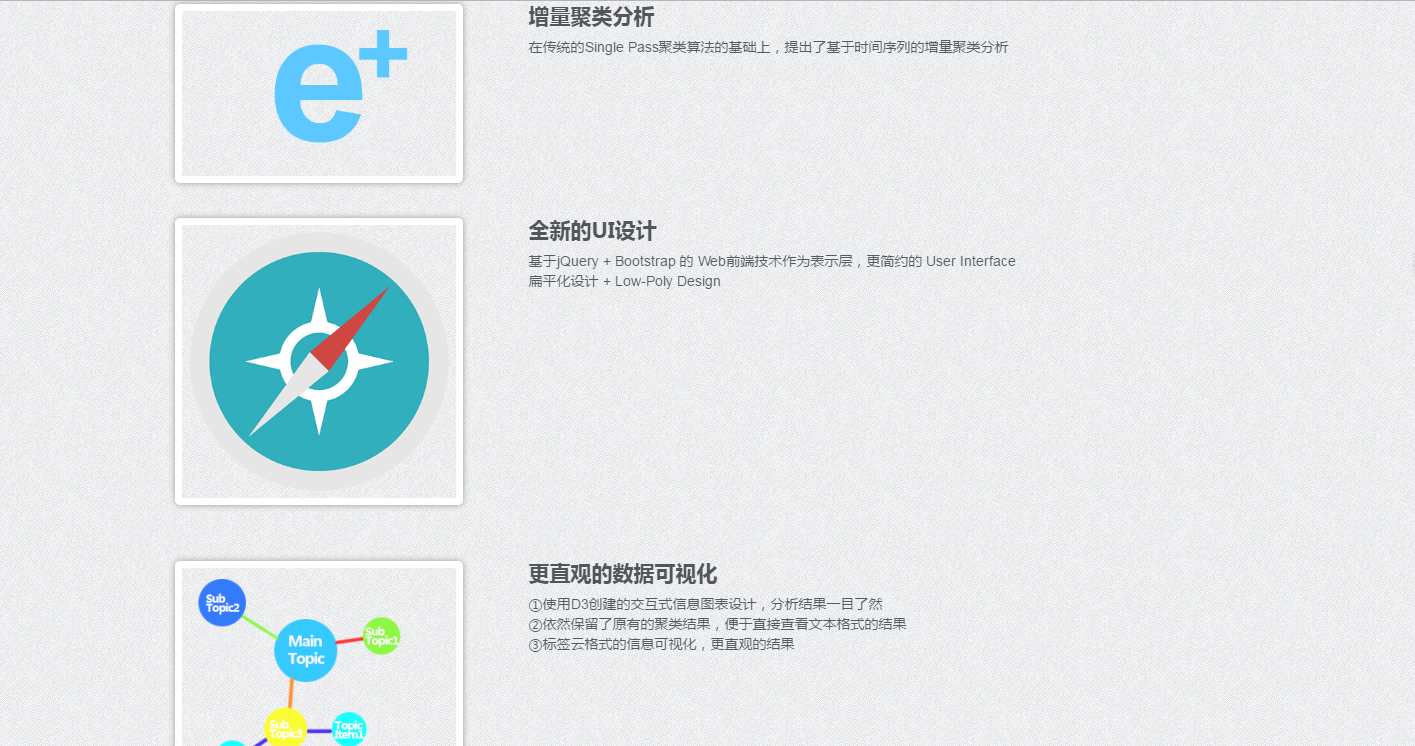 e+
增量聚类分析
在传统的Single Pass聚类算法的基础上，提出了基于时间序列的增量聚类分析
全新的UI设计
基于jQuery + Bootstrap 的 Web前端技术作为表示层，更简约的 User Interface
扁平化设计 + Low-Poly Design
更直观的数据可视化
①使用D3创建的交互式信息图表设计，分析结果一目了然
②依然保留了原有的聚类结果，便于直接查看文本格式的结果
③标签云格式的信息可视化，更直观的结果
Sub
Topic2
Main
Topic
Sub
Topic1
Sub
Topic3
Topic
Item1